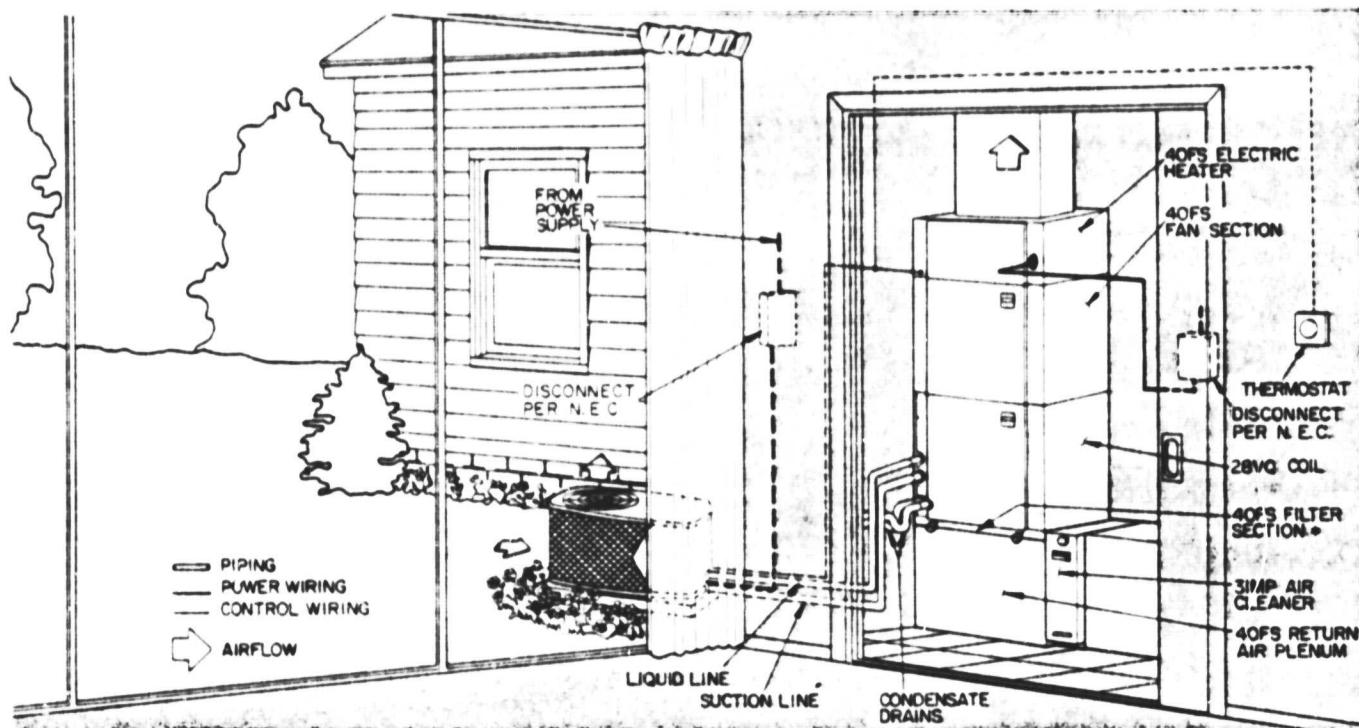 FROM
POWER
SUPPLY
DISCONNECT
PER N.E.C
PIPING
POWER WIRING
CONTROL WIRING
AIRFLOW
LIQUID LINE
SUCTION LINE
CONDENSATE
DRAINS
40FS ELECTRIC
HEATER
40FS
FAN SECTION
THERMOSTAT
DISCONNECT
PER N.E.C.
28VQ COIL
40FS FILTER
SECTION*
31MP AIR
CLEANER
40FS RETURN
AIR PLENUM